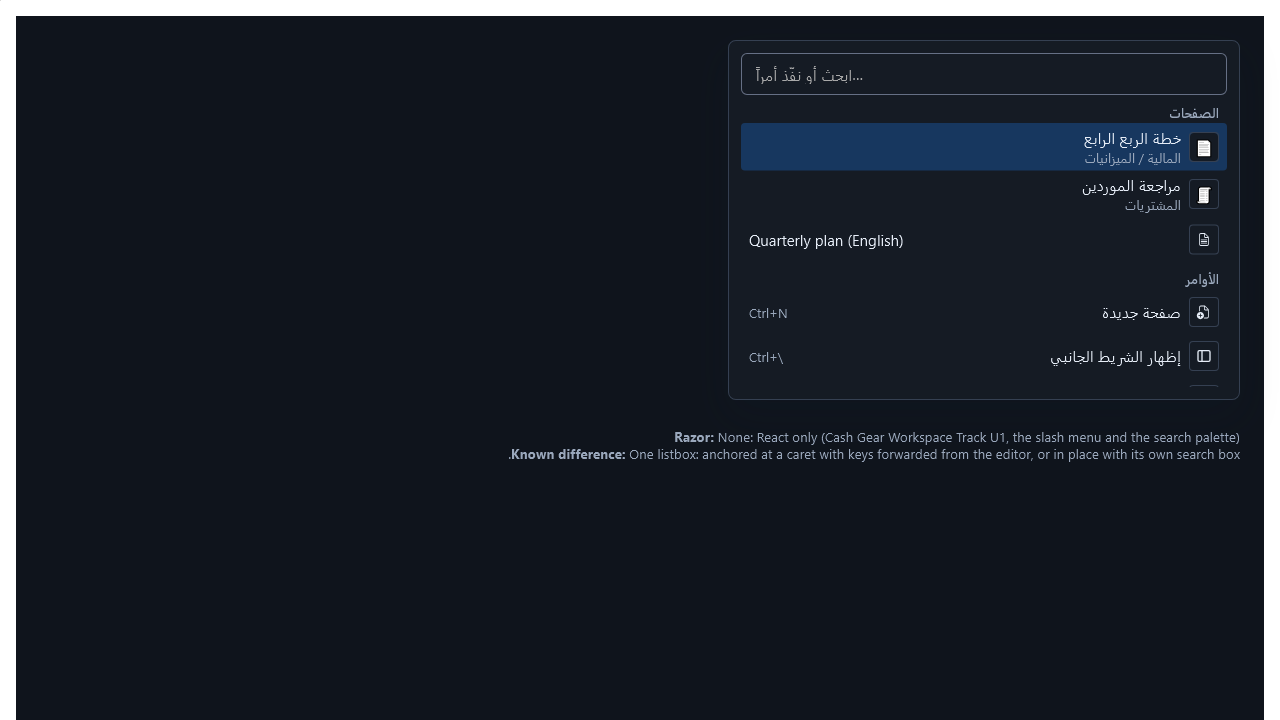 ابحث أو نفّذ أمراً...
الصفحات
خطة الربع الرابع
المالية / الميزانيات
مراجعة الموردين
المشتريات
Quarterly plan (English)
الأوامر
صفحة جديدة Ctrl+N
إظهار الشريط الجانبي Ctrl+\
Razor: None: React only (Cash Gear Workspace Track U1, the slash menu and the search palette)
Known difference: One listbox: anchored at a caret with keys forwarded from the editor, or in place with its own search box.